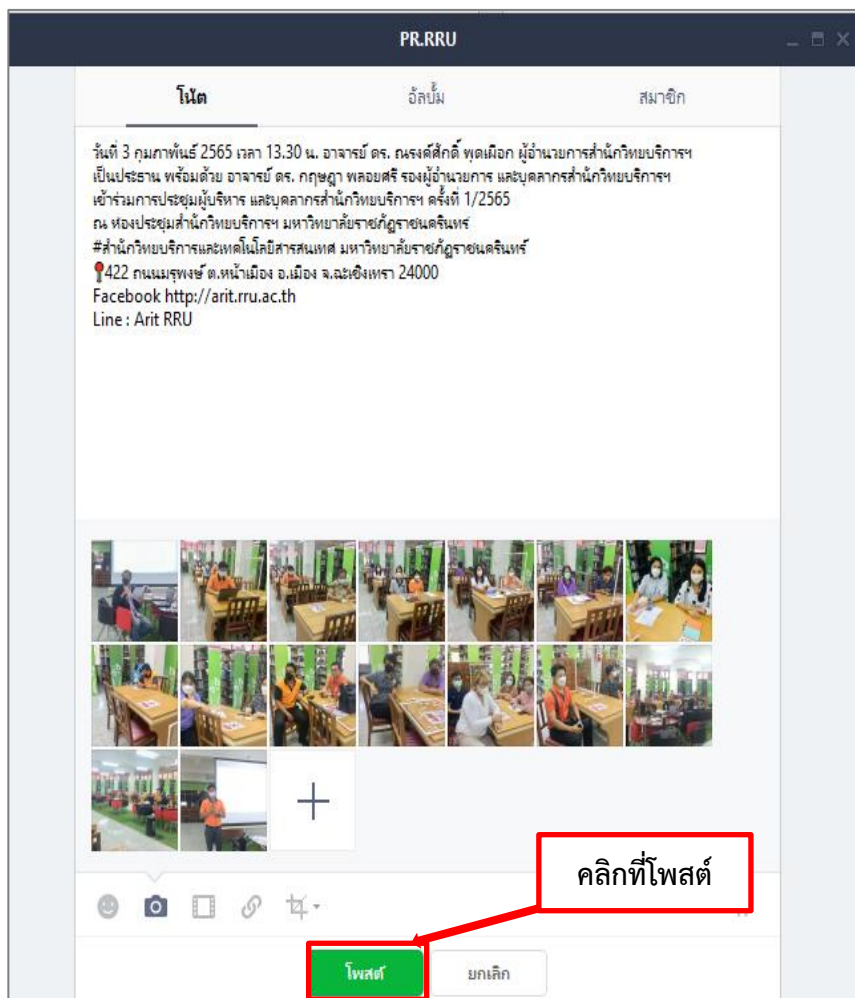 PR.RRU
โน้ต
อัลบั้ม
สมาชิก
วันที่ 3 กุมภาพันธ์ 2565 เวลา 13.30 น. อาจารย์ ดร. ณรงค์ศักดิ์ พุดเผือก ผู้อำนวยการสำนักวิทยบริการฯ
เป็นประธาน พร้อมด้วย อาจารย์ ดร. กฤษฎา พลอยศรี รองผู้อำนวยการ และบุคลากรสำนักวิทยบริการฯ
เข้าร่วมการประชุมผู้บริหาร และบุคลากรสำนักวิทยบริการฯ ครั้งที่ 1/2565
ณ ห้องประชุมสำนักวิทยบริการฯ มหาวิทยาลัยราชภัฏราชนครินทร์
#สำนักวิทยบริการและเทคโนโลยีสารสนเทศ มหาวิทยาลัยราชภัฏราชนครินทร์
📍422 ถนนมรุพงษ์ ต.หน้าเมือง อ.เมือง จ.ฉะเชิงเทรา 24000
Facebook http://arit.rru.ac.th
Line : Arit RRU
คลิกที่โพสต์
โพสต์
ยกเลิก